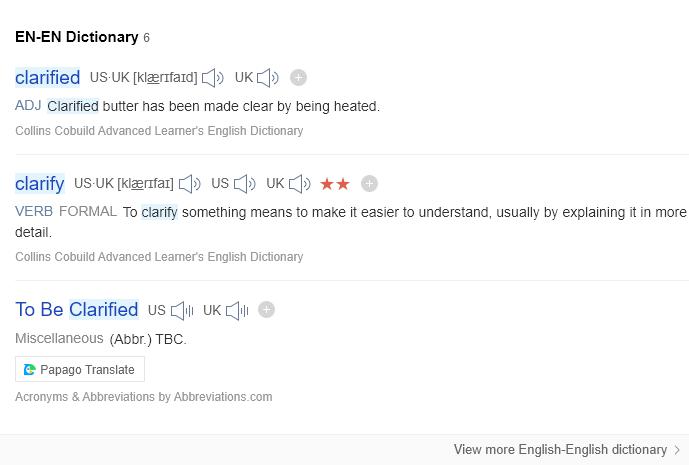 EN-EN Dictionary 6
clarified US·UK [klærɪfaɪd] UK
ADJ Clarified butter has been made clear by being heated.
Collins Cobuild Advanced Learner's English Dictionary
clarify US·UK [klærɪfaɪ] US UK ★★
VERB FORMAL To clarify something means to make it easier to understand, usually by explaining it in more
detail.
Collins Cobuild Advanced Learner's English Dictionary
To Be Clarified US UK
Miscellaneous (Abbr.) TBC.
Papago Translate
Acronyms & Abbreviations by Abbreviations.com
View more English-English dictionary >